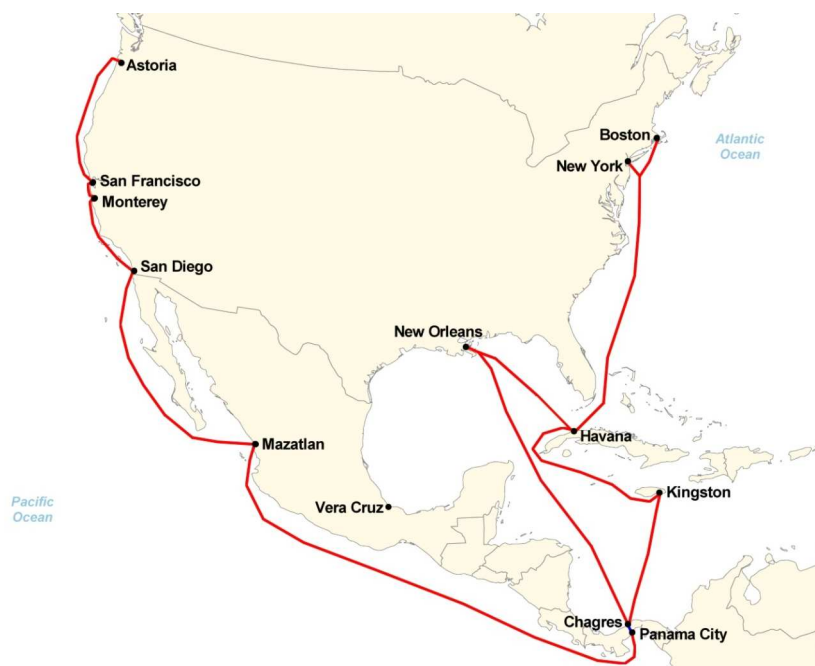 Astoria
Boston
Atlantic
Ocean
New York
San Francisco
Monterey
San Diego
New Orleans
Havana
Mazatlan
Kingston
Pacific
Ocean
Vera Cruz
Chagres
Panama City